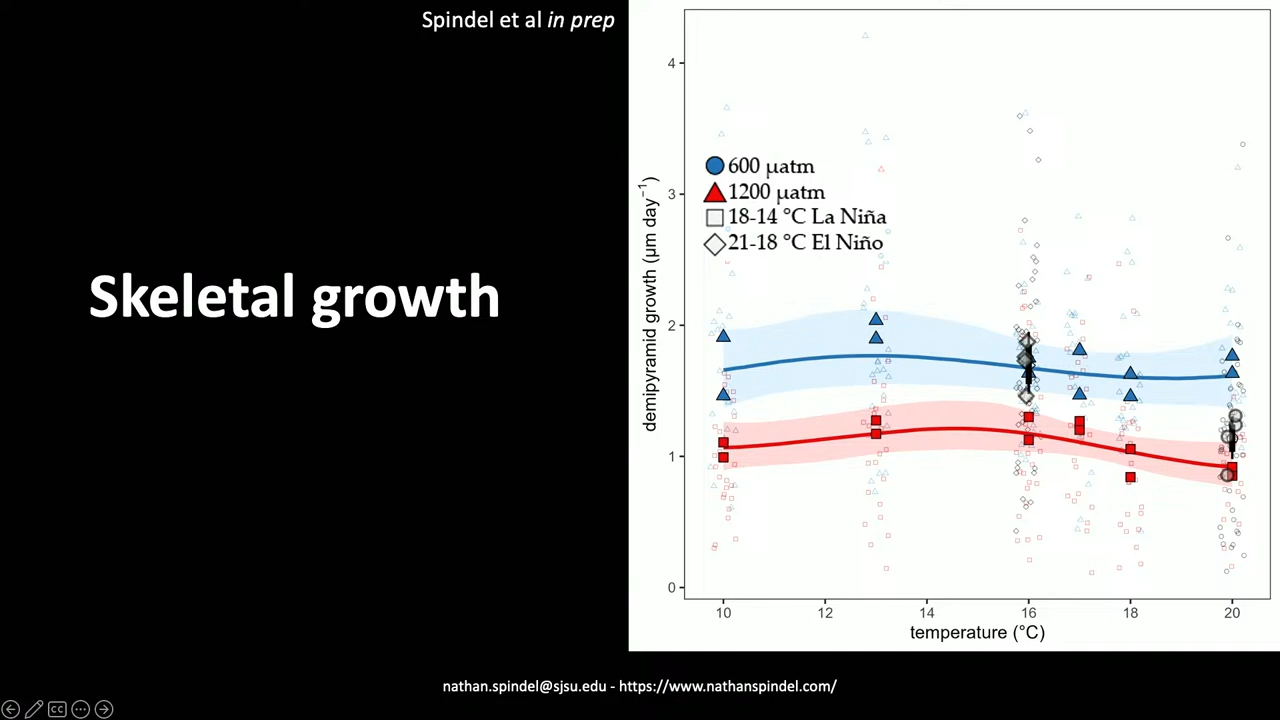 Spindel et al in prep
Skeletal growth
demipyramid growth (µm day⁻¹)
4
3
2
1
0
600 µatm
1200 µatm
18-14 °C La Niña
21-18 °C El Niño
10 12 14 16 18 20
temperature (°C)
nathan.spindel@sjsu.edu - https://www.nathanspindel.com/
CC